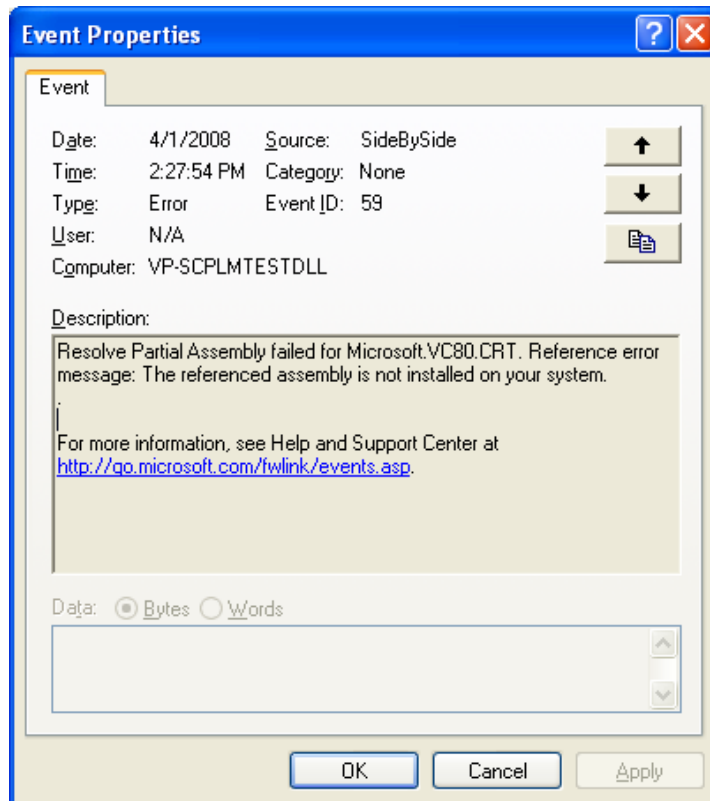 Event Properties
Event
Date: 4/1/2008 Source: SideBySide
Time: 2:27:54 PM Category: None
Type: Error Event ID: 59
User: N/A
Computer: VP-SCPLMTESTDLL
Description:
Resolve Partial Assembly failed for Microsoft.VC80.CRT. Reference error
message: The referenced assembly is not installed on your system.
.
For more information, see Help and Support Center at
http://go.microsoft.com/fwlink/events.asp.
Data: Bytes Words
OK Cancel Apply